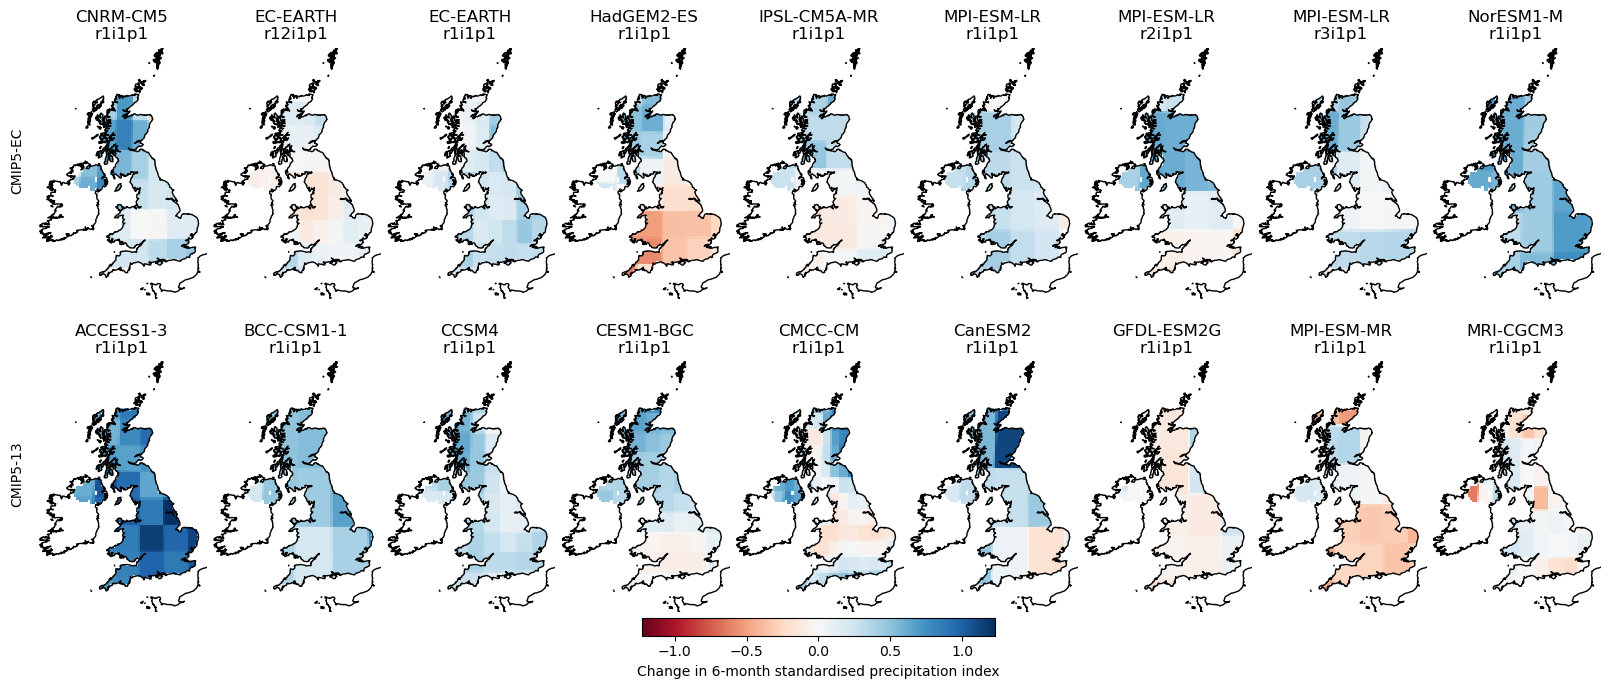 CNRM-CM5 EC-EARTH EC-EARTH HadGEM2-ES IPSL-CM5A-MR MPI-ESM-LR MPI-ESM-LR MPI-ESM-LR NorESM1-M
r1i1p1 r12i1p1 r1i1p1 r1i1p1 r1i1p1 r1i1p1 r2i1p1 r3i1p1 r1i1p1
CMIP5-EC
ACCESS1-3 BCC-CSM1-1 CCSM4 CESM1-BGC CMCC-CM CanESM2 GFDL-ESM2G MPI-ESM-MR MRI-CGCM3
r1i1p1 r1i1p1 r1i1p1 r1i1p1 r1i1p1 r1i1p1 r1i1p1 r1i1p1 r1i1p1
CMIP5-13
−1.0 −0.5 0.0 0.5 1.0
Change in 6-month standardised precipitation index